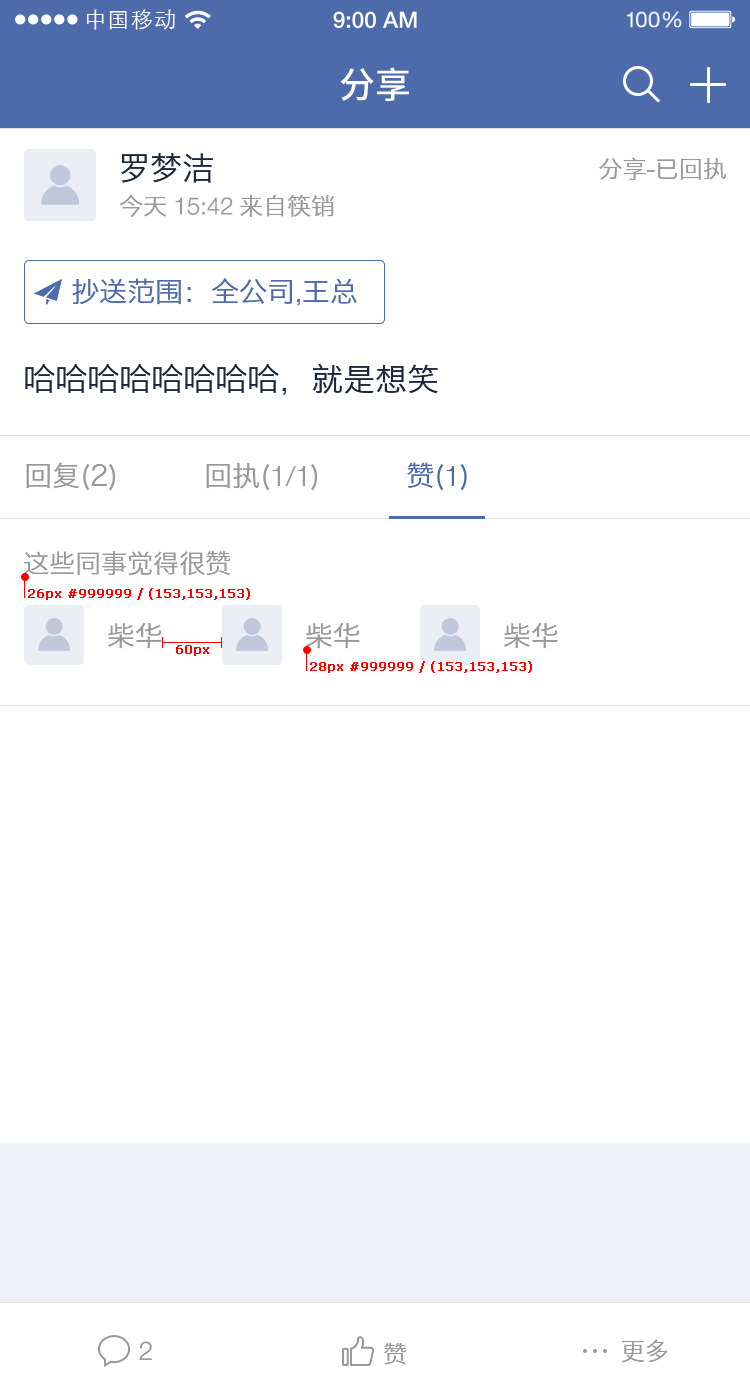 中国移动 9:00 AM 100%
分享
罗梦洁 分享-已回执
今天 15:42 来自筷销
抄送范围：全公司,王总
哈哈哈哈哈哈哈哈，就是想笑
回复(2) 回执(1/1) 赞(1)
这些同事觉得很赞
26px #999999 / (153,153,153)
柴华 柴华 柴华
60px
28px #999999 / (153,153,153)
2 赞 更多